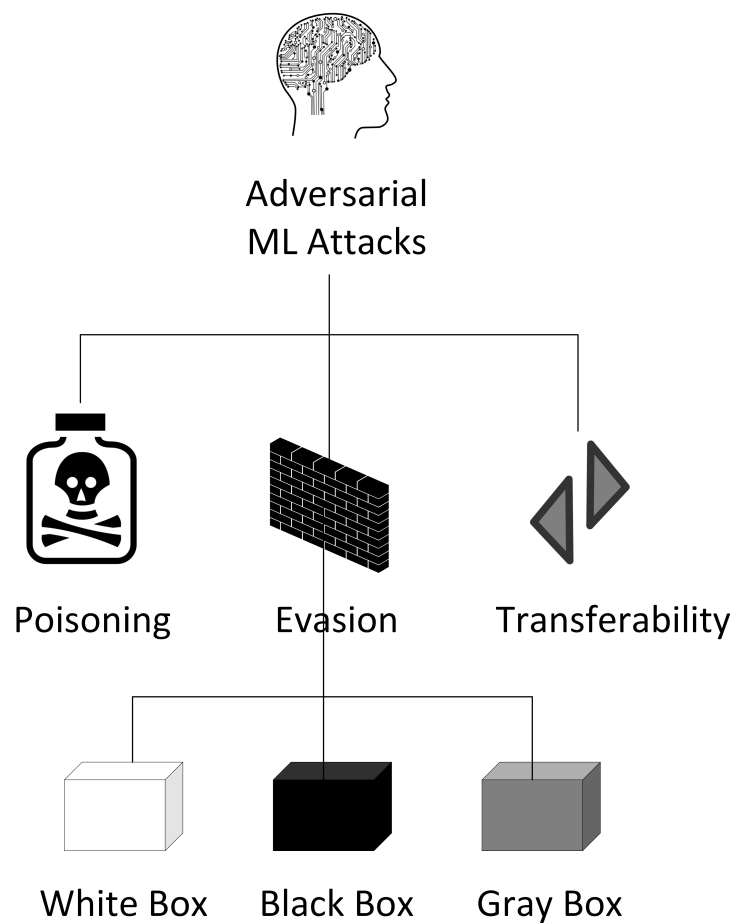 Adversarial
ML Attacks
Poisoning
Evasion
Transferability
White Box
Black Box
Gray Box